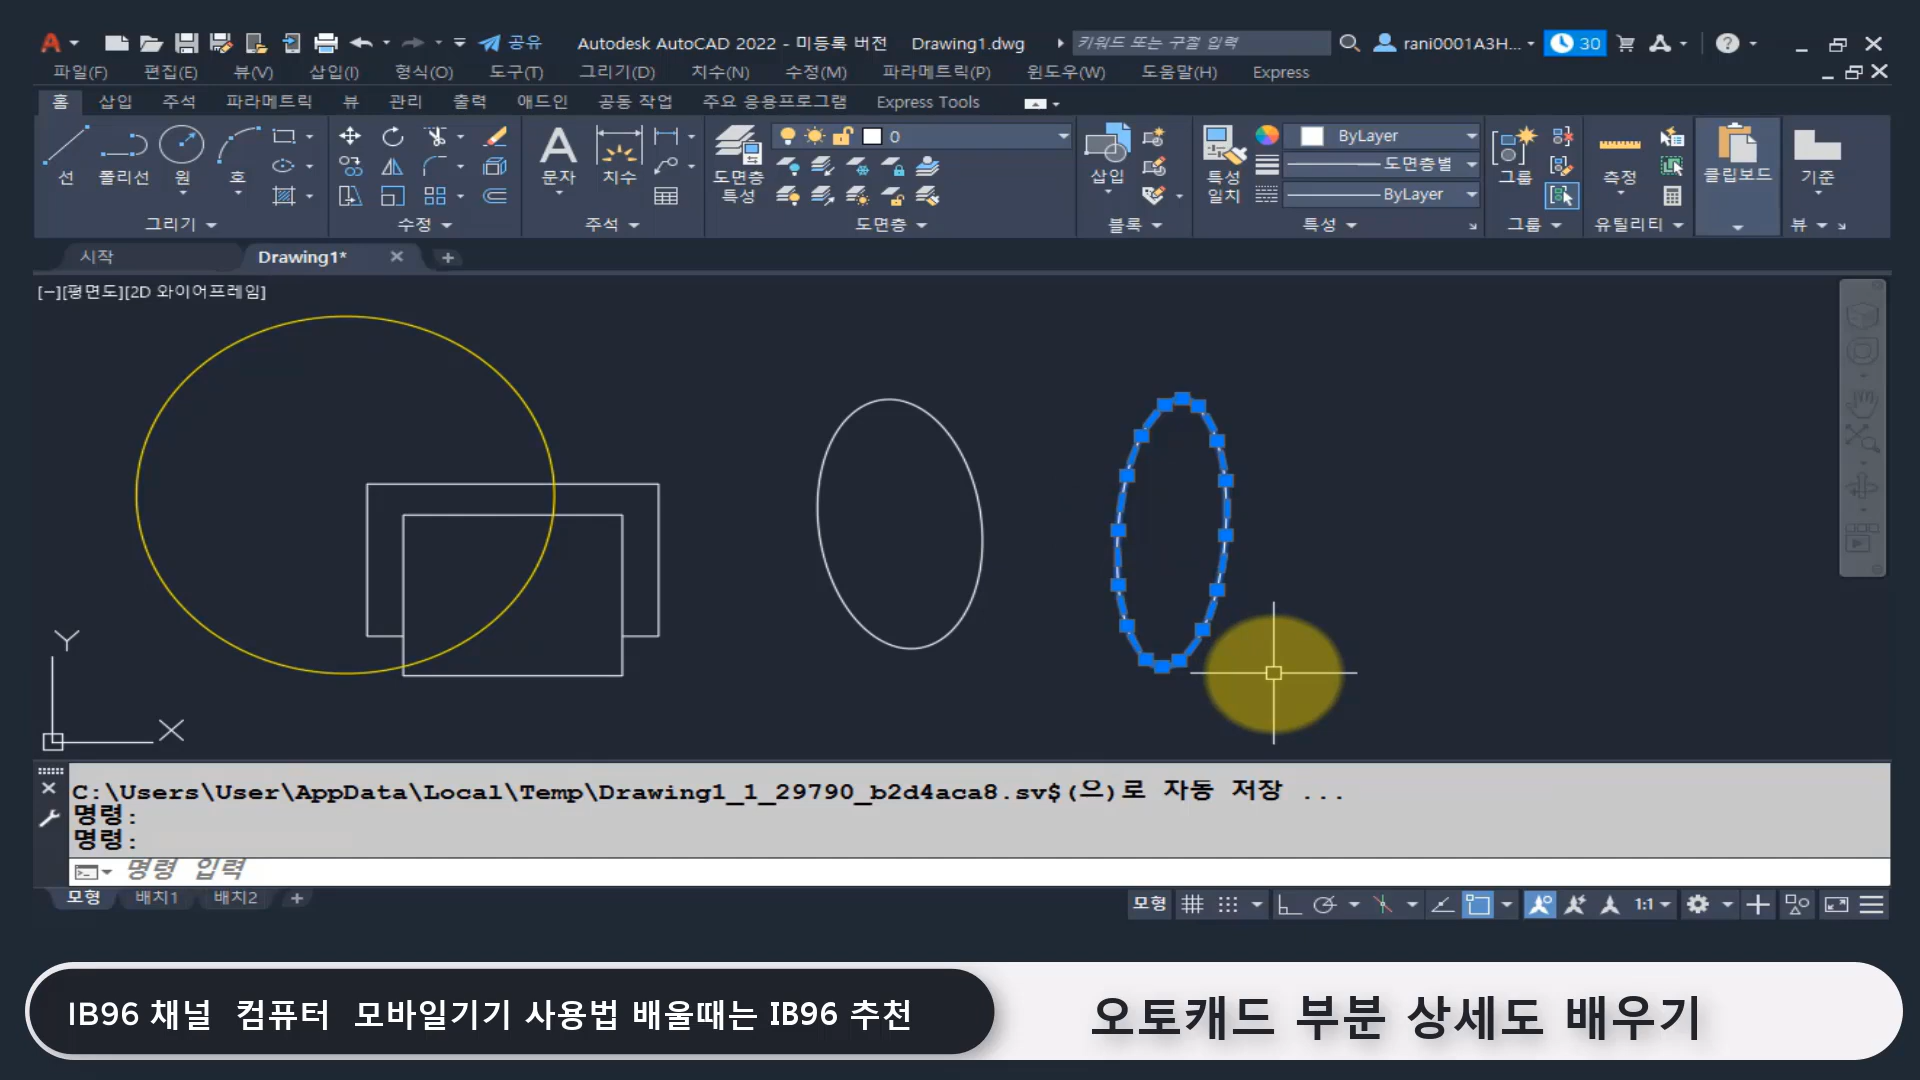 Autodesk AutoCAD 2022 - 미등록 버전 Drawing1.dwg
공유
키워드 또는 구절 입력
rani0001A3H...
30
파일(F) 편집(E) 뷰(V) 삽입(I) 형식(O) 도구(T) 그리기(D) 치수(N) 수정(M) 파라메트릭(P) 윈도우(W) 도움말(H) Express
홈 삽입 주석 파라메트릭 뷰 관리 출력 애드인 공동 작업 주요 응용프로그램 Express Tools
0
ByLayer
도면층별
ByLayer
선 폴리선 원 호
문자 치수
도면층
특성
삽입
특성
일치
그룹 측정 클립보드 기준
그리기 수정 주석 도면층 블록 특성 그룹 유틸리티 뷰
시작 Drawing1*
[−][평면도][2D 와이어프레임]
Y
X
C:\Users\User\AppData\Local\Temp\Drawing1_1_29790_b2d4aca8.sv$(으)로 자동 저장 ...
명령:
명령:
명령 입력
모형 배치1 배치2
모형
1:1
IB96 채널 컴퓨터 모바일기기 사용법 배울때는 IB96 추천
오토캐드 부분 상세도 배우기